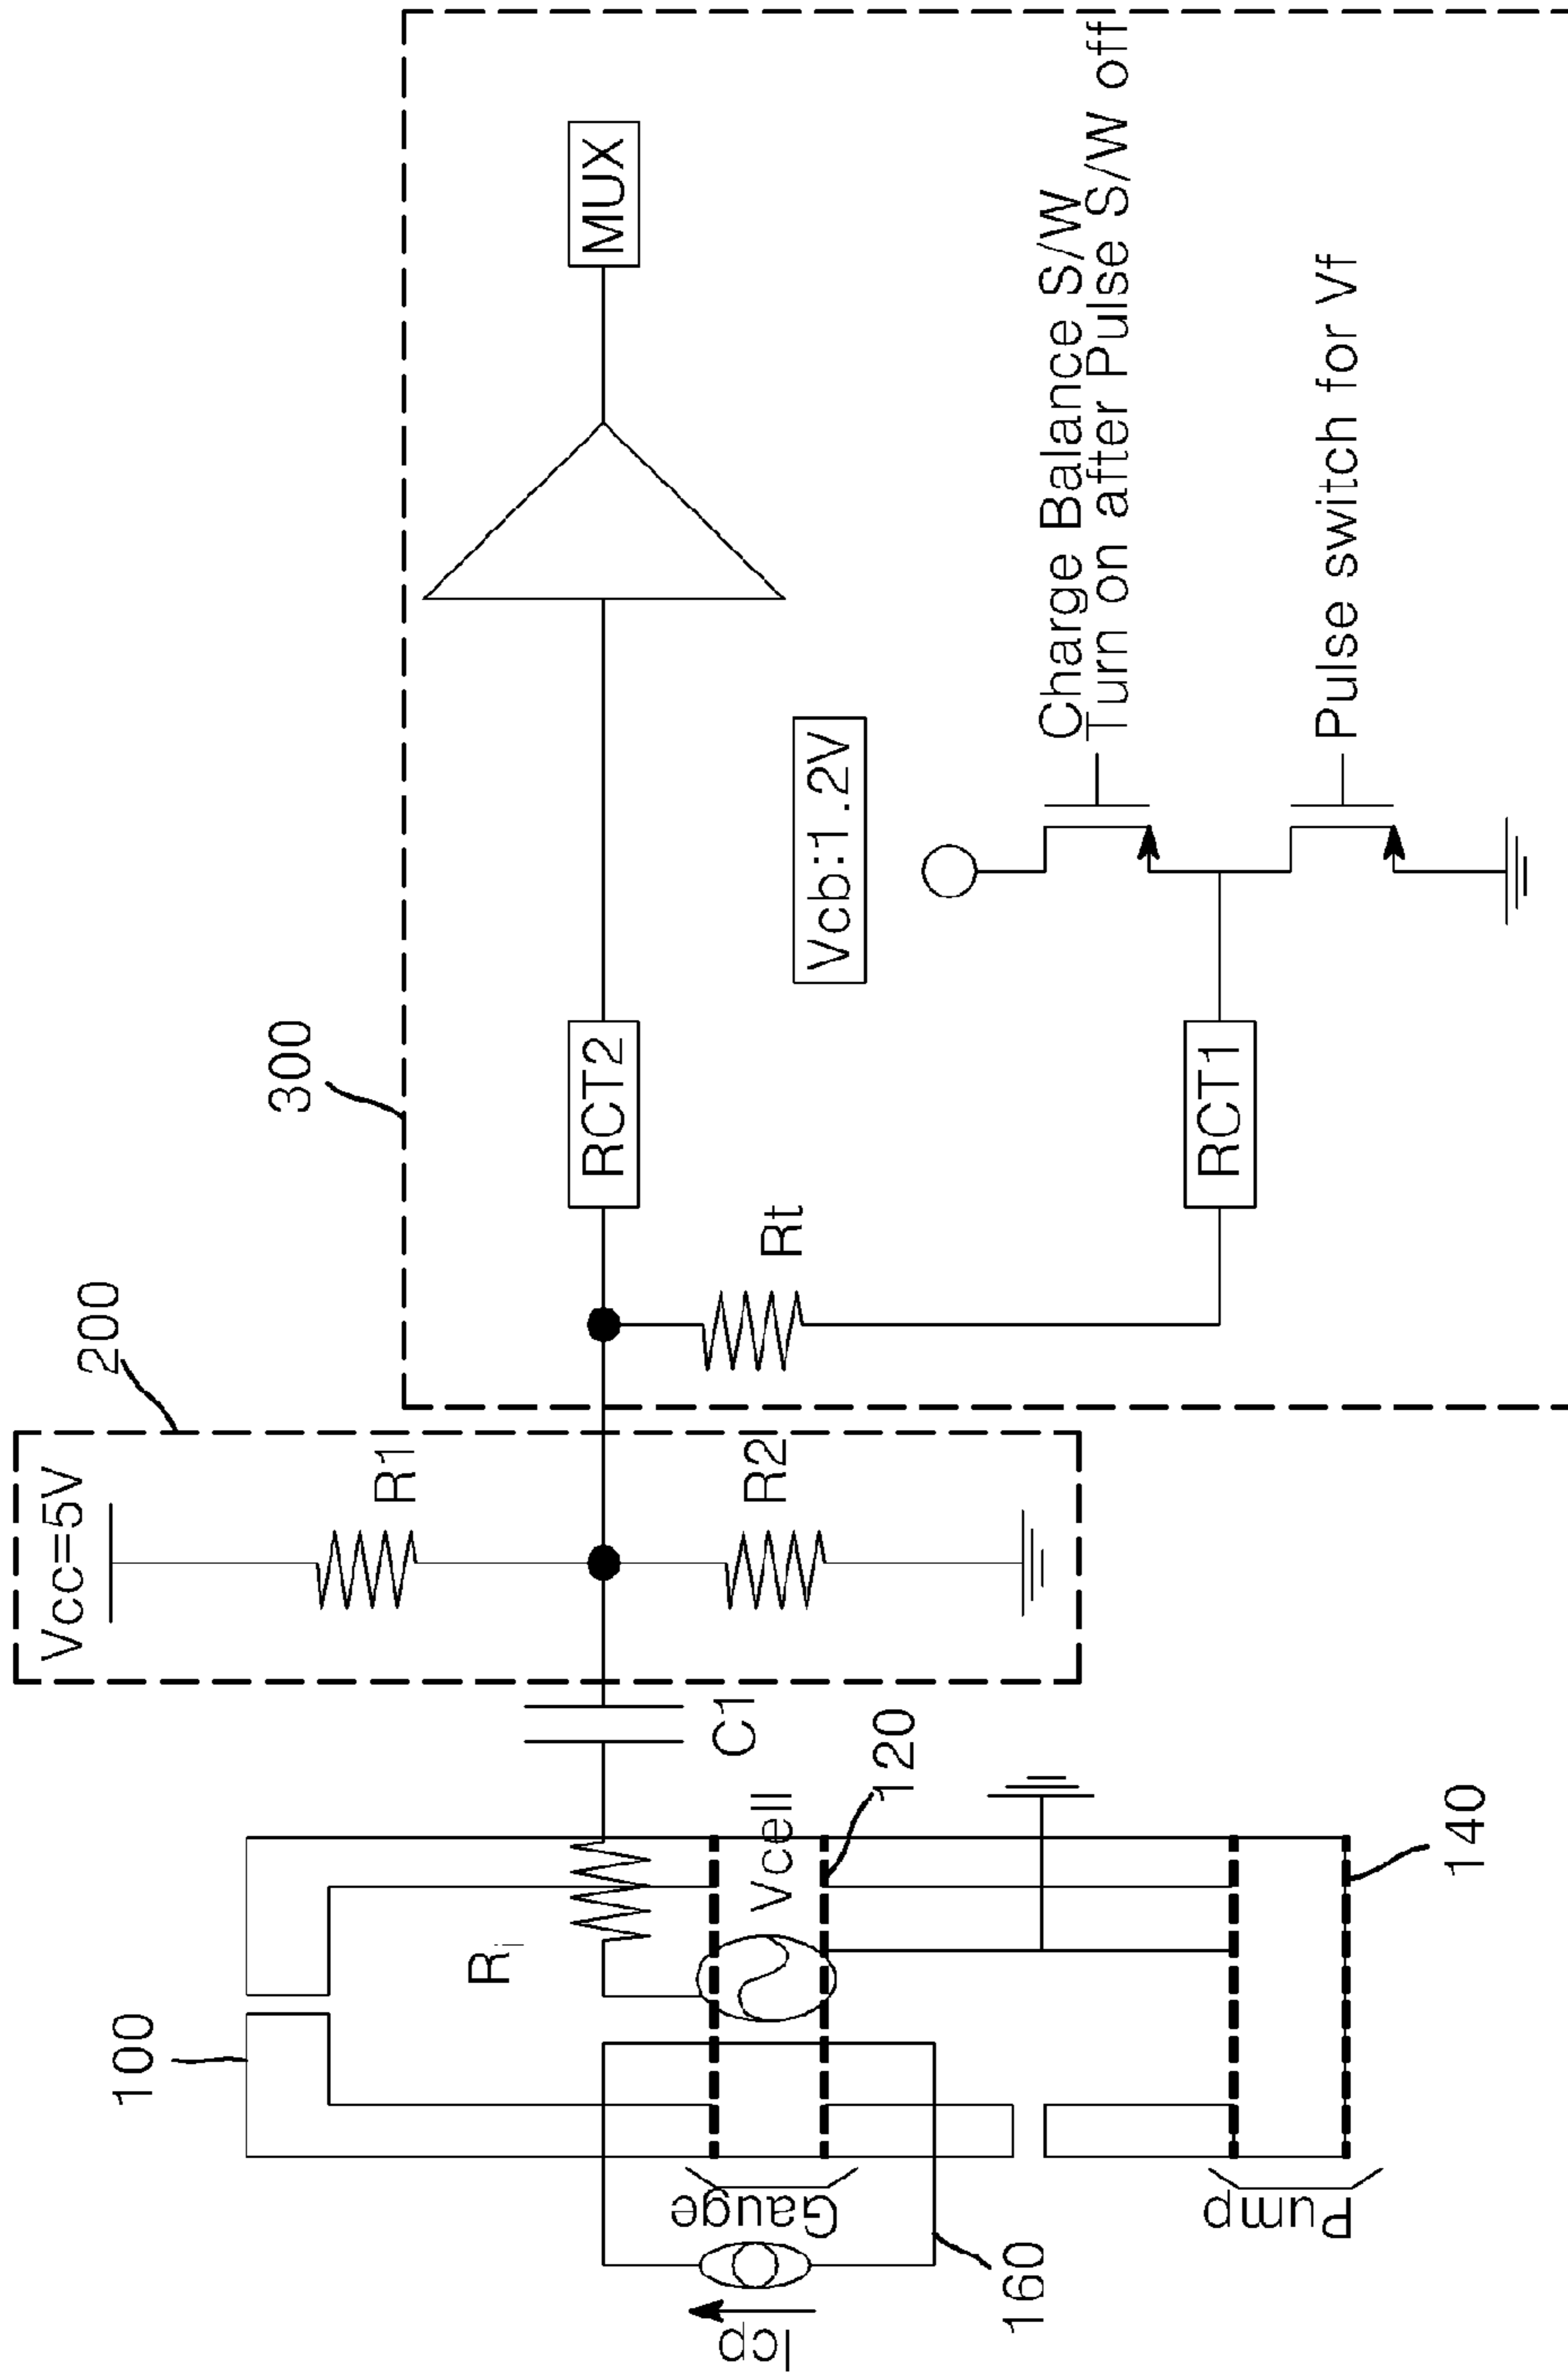 100
Ri
Vcell
120
Gauge
Pump
140
160
Icp
C1
200
Vcc=5V
R1
R2
300
Rt
RCT2
RCT1
MUX
Vcb:1.2V
Charge Balance S/W
Turn on after Pulse S/W off
Pulse switch for Vf